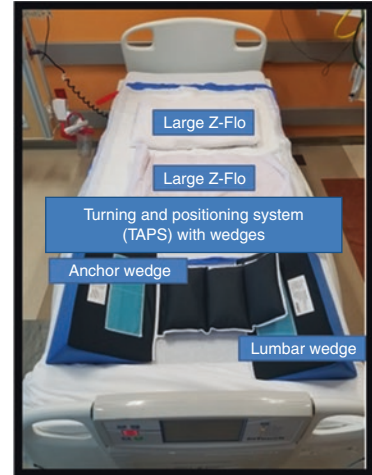 Large Z-Flo
Large Z-Flo
Turning and positioning system
(TAPS) with wedges
Anchor wedge
Lumbar wedge